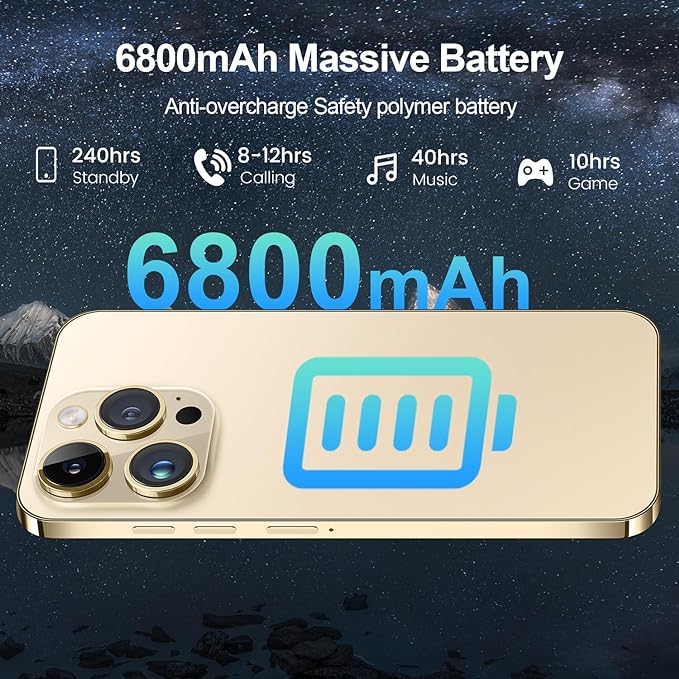 6800mAh Massive Battery
Anti-overcharge Safety polymer battery
240hrs
Standby
8-12hrs
Calling
40hrs
Music
10hrs
Game
6800mAh